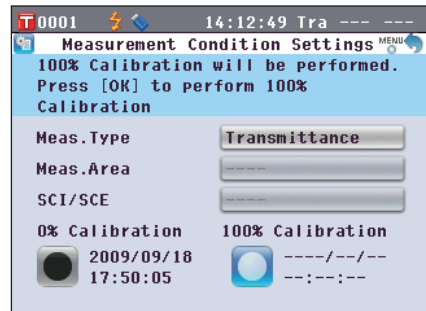 T0001 14:12:49 Tra --- ---
Measurement Condition Settings MENU
100% Calibration will be performed.
Press [OK] to perform 100%
Calibration
Meas.Type Transmittance
Meas.Area ----
SCI/SCE ----
0% Calibration 100% Calibration
2009/09/18 ----/--/--
17:50:05 --:--:--